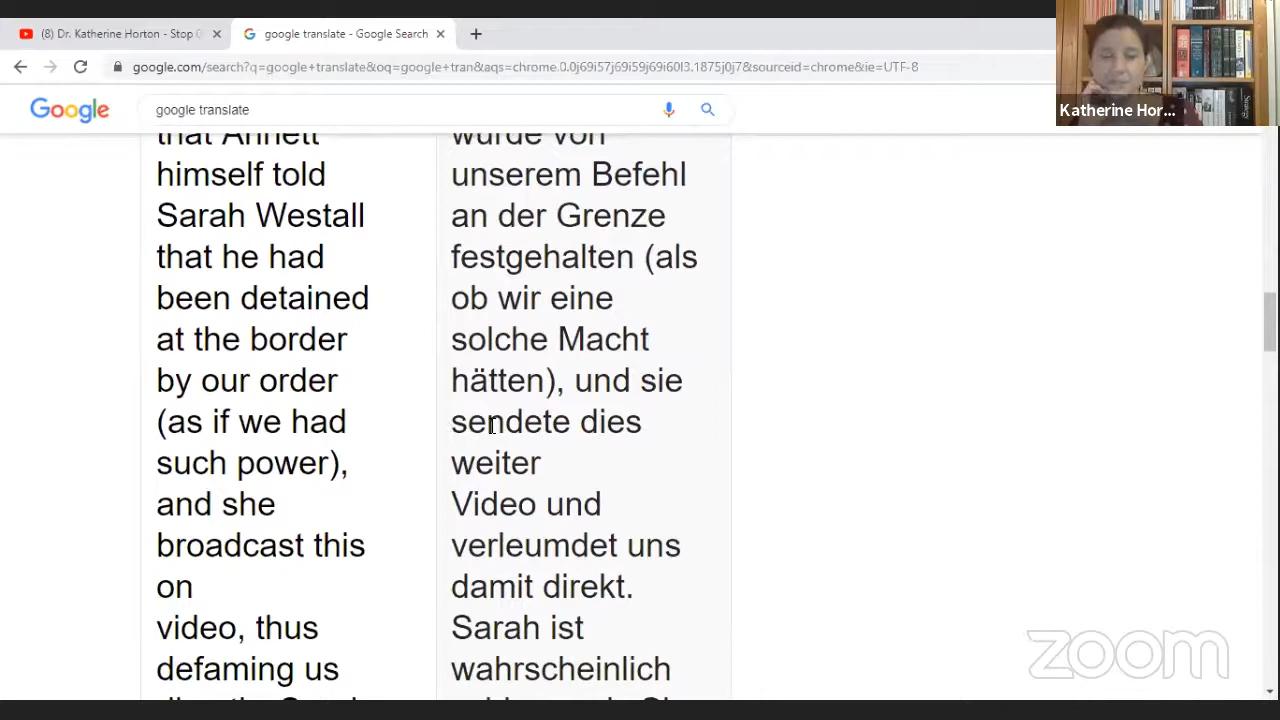 (8) Dr. Katherine Horton - Stop
google translate - Google Search
google.com/search?q=google+translate&oq=google+tran&aqs=chrome.0.0j69i57j69i59j69i60l3.1875j0j7&sourceid=chrome&ie=UTF-8
Katherine Hor...
Google
google translate
that Annett
himself told
Sarah Westall
that he had
been detained
at the border
by our order
(as if we had
such power),
and she
broadcast this
on
video, thus
defaming us
wurde von
unserem Befehl
an der Grenze
festgehalten (als
ob wir eine
solche Macht
hätten), und sie
sendete dies
weiter
Video und
verleumdet uns
damit direkt.
Sarah ist
wahrscheinlich
zoom